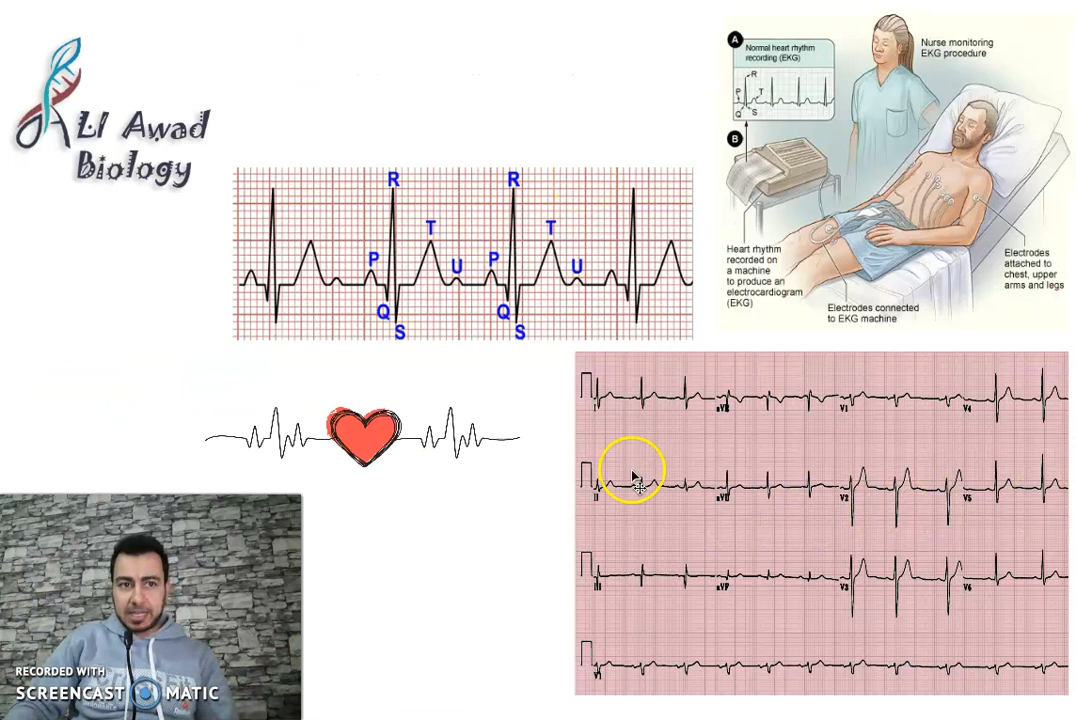 ALI Awad
Biology
A
Normal heart rhythm
recording (EKG)
R
P
T
Q
S
B
Nurse monitoring
EKG procedure
Heart rhythm
recorded on
a machine
to produce an
electrocardiogram
(EKG)
Electrodes
attached to
chest, upper
arms and legs
Electrodes connected
to EKG machine
R
R
T
T
P
U
P
U
Q
Q
S
S
I
aVR
V1
V4
II
aVL
V2
V5
III
aVF
V3
V6
RECORDED WITH
SCREENCAST MATIC